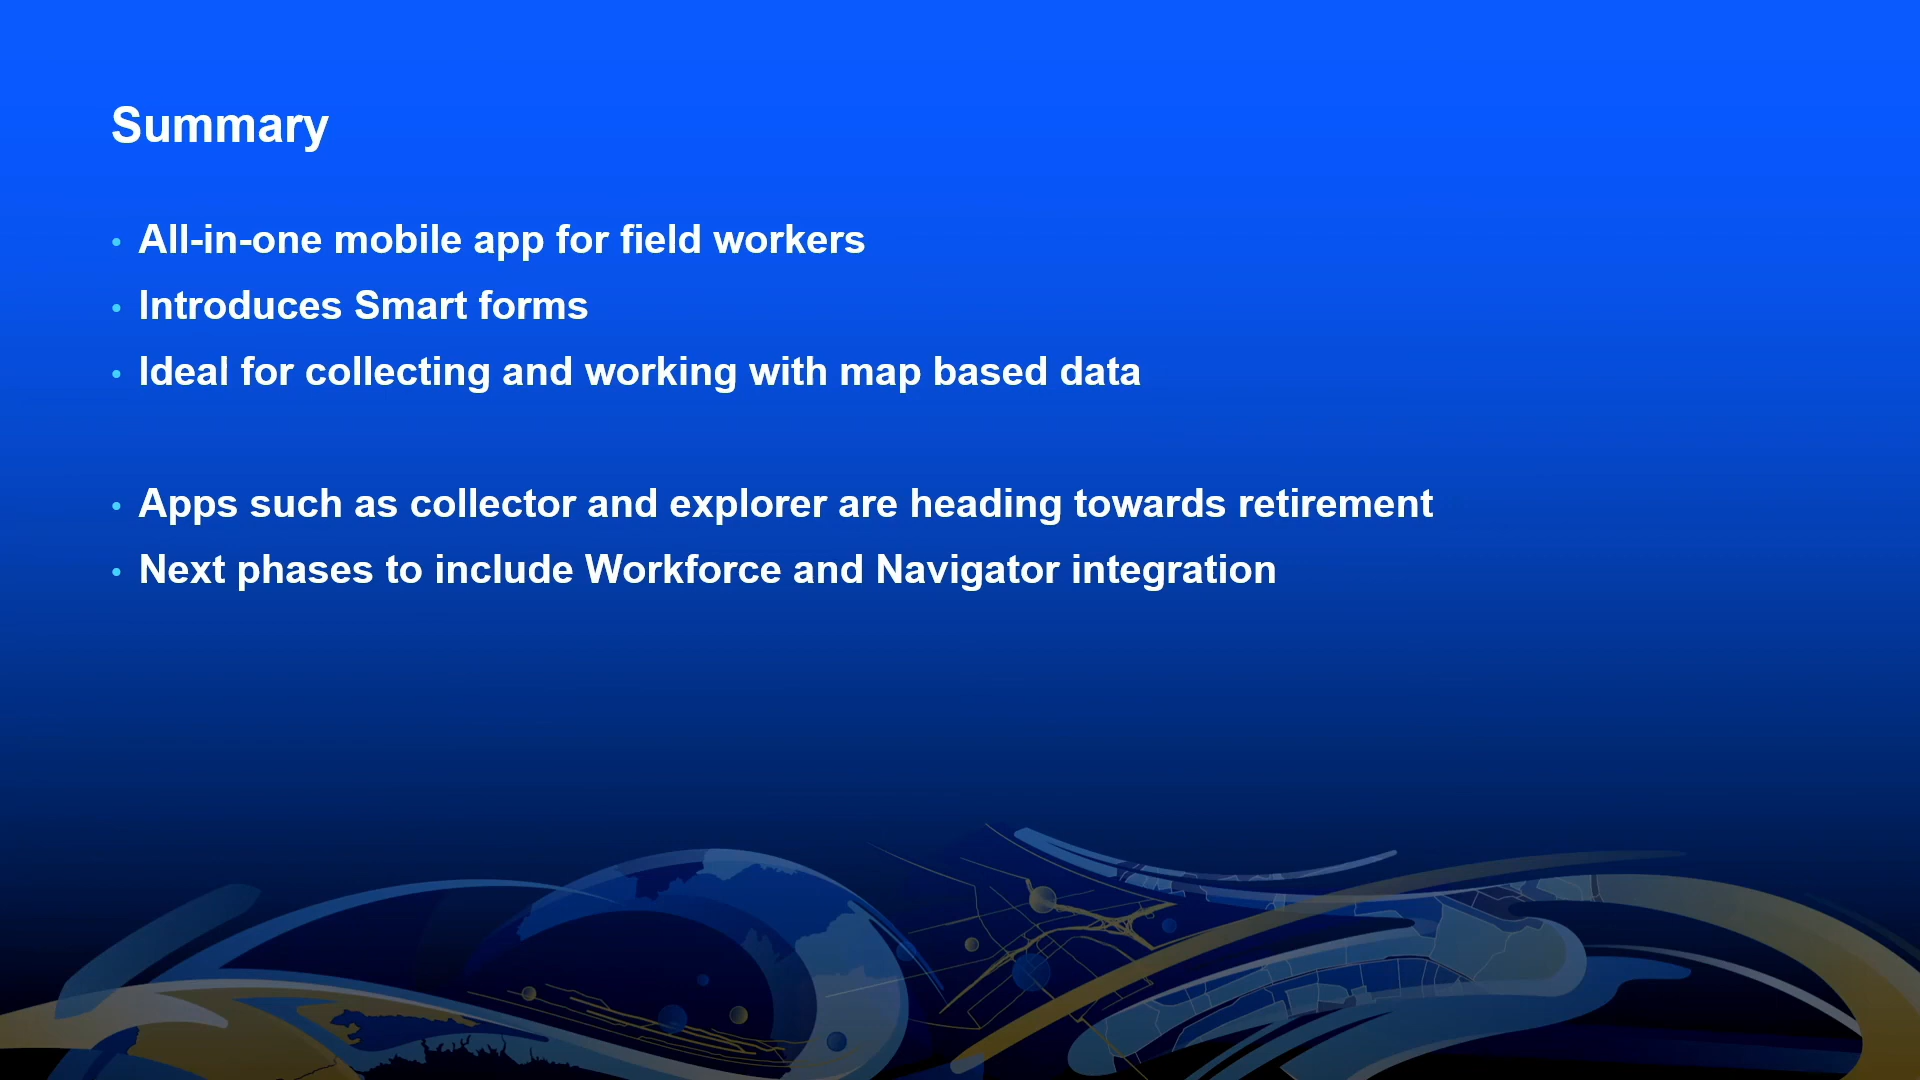 Summary
• All-in-one mobile app for field workers
• Introduces Smart forms
• Ideal for collecting and working with map based data
• Apps such as collector and explorer are heading towards retirement
• Next phases to include Workforce and Navigator integration